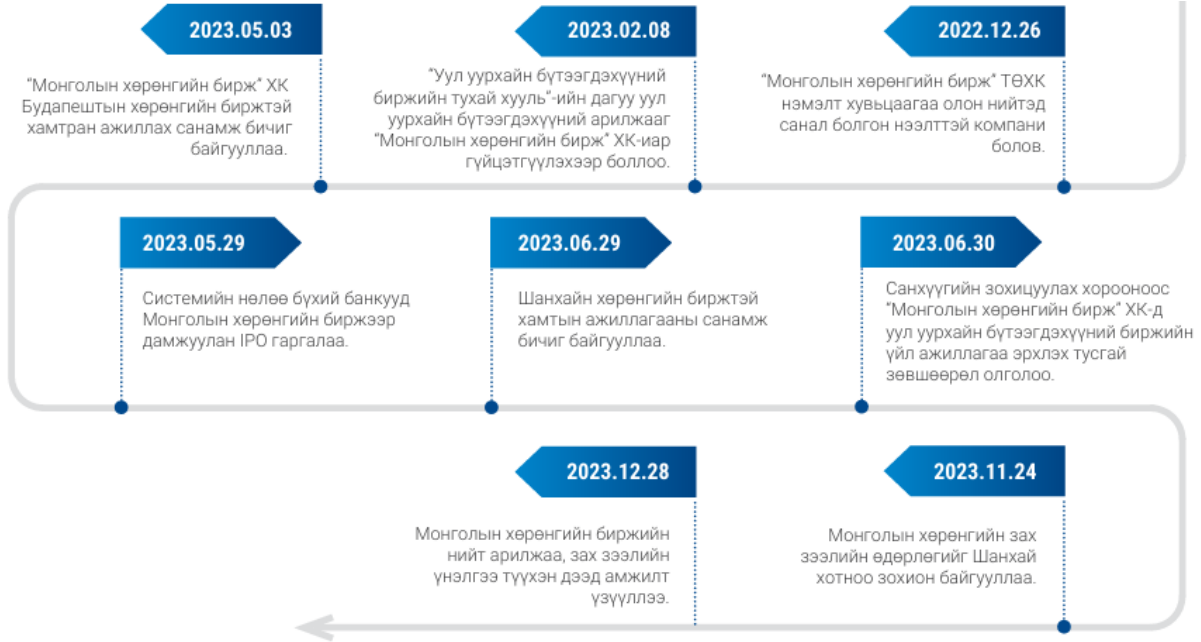 2022.12.26
“Монголын хөрөнгийн бирж” ТӨХК
нэмэлт хувьцаагаа олон нийтэд
санал болгон нээлттэй компани
болов.
2023.02.08
“Уул уурхайн бүтээгдэхүүний
биржийн тухай хууль”-ийн дагуу уул
уурхайн бүтээгдэхүүний арилжааг
“Монголын хөрөнгийн бирж” ХК-иар
гүйцэтгүүлэхээр боллоо.
2023.05.03
“Монголын хөрөнгийн бирж” ХК
Будапештын хөрөнгийн биржтэй
хамтран ажиллах санамж бичиг
байгууллаа.
2023.05.29
Системийн нөлөө бүхий банкууд
Монголын хөрөнгийн биржээр
дамжуулан IPO гаргалаа.
2023.06.29
Шанхайн хөрөнгийн биржтэй
хамтын ажиллагааны санамж
бичиг байгууллаа.
2023.06.30
Санхүүгийн зохицуулах хорооноос
“Монголын хөрөнгийн бирж” ХК-д
уул уурхайн бүтээгдэхүүний биржийн
үйл ажиллагаа эрхлэх тусгай
зөвшөөрөл олголоо.
2023.11.24
Монголын хөрөнгийн зах
зээлийн өдөрлөгийг Шанхай
хотноо зохион байгууллаа.
2023.12.28
Монголын хөрөнгийн биржийн
нийт арилжаа, зах зээлийн
үнэлгээ түүхэн дээд амжилт
үзүүллээ.